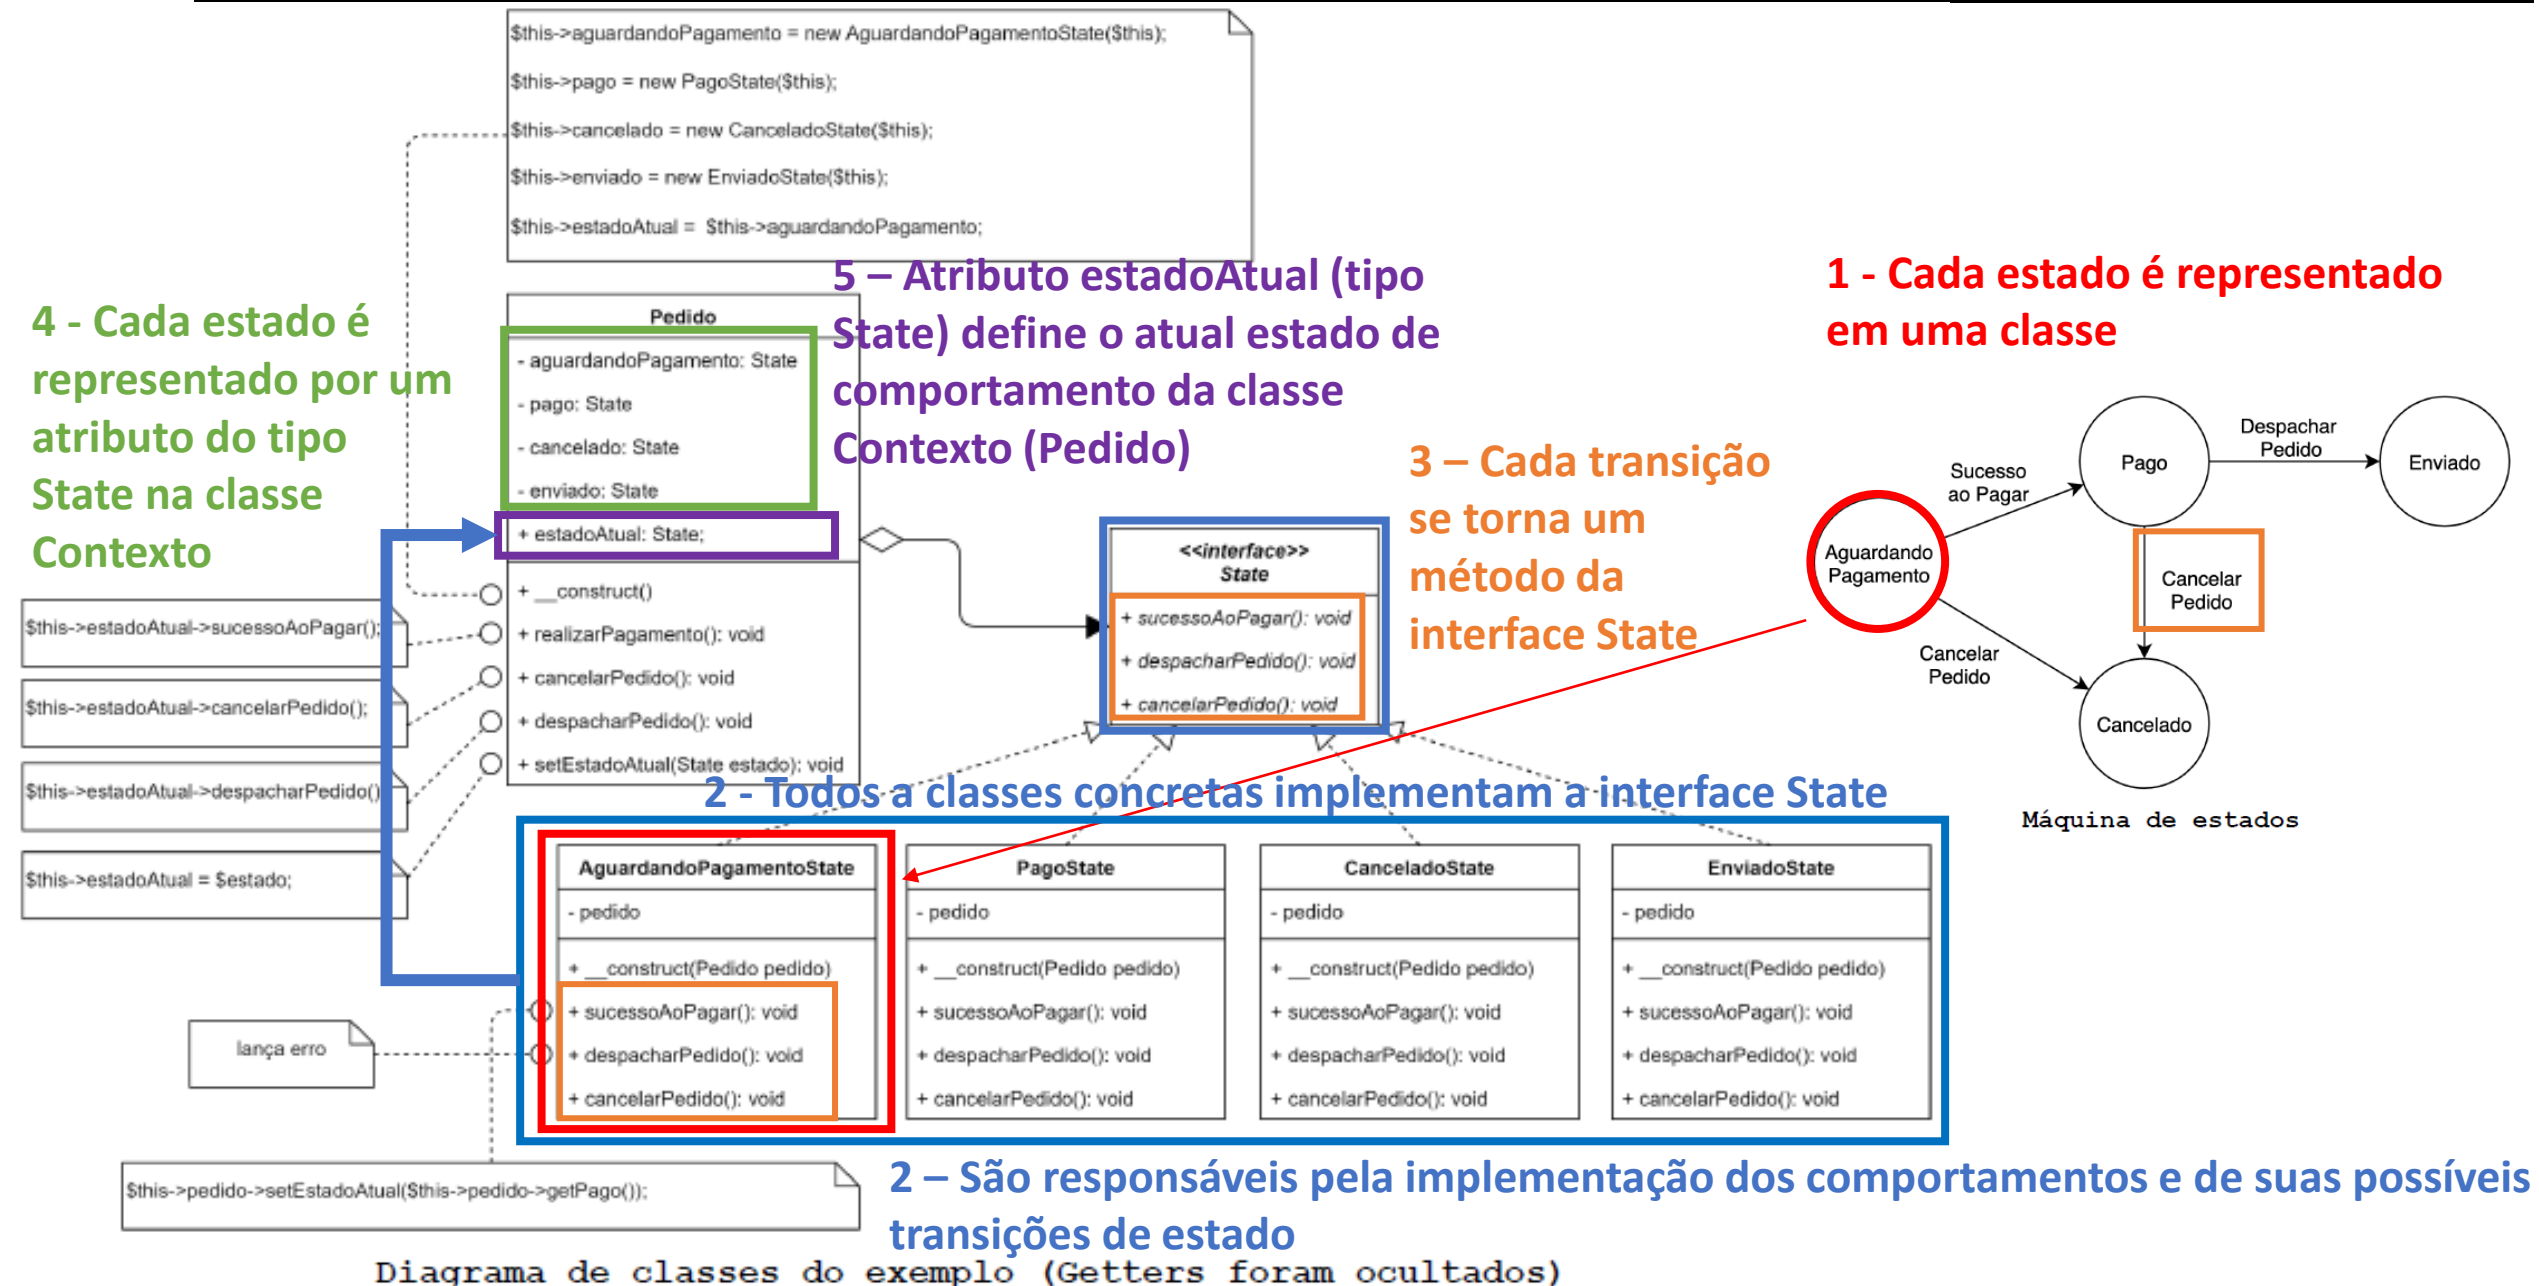 $this->aguardandoPagamento = new AguardandoPagamentoState($this);
$this->pago = new PagoState($this);
$this->cancelado = new CanceladoState($this);
$this->enviado = new EnviadoState($this);
$this->estadoAtual =  $this->aguardandoPagamento;
4 - Cada estado é
representado por um
atributo do tipo
State na classe
Contexto
5 – Atributo estadoAtual (tipo
State) define o atual estado de
comportamento da classe
Contexto (Pedido)
1 - Cada estado é representado
em uma classe
3 – Cada transição
se torna um
método da
interface State
Pedido
- aguardandoPagamento: State
- pago: State
- cancelado: State
- enviado: State
+ estadoAtual: State;
+ __construct()
+ realizarPagamento(): void
+ cancelarPedido(): void
+ despacharPedido(): void
+ setEstadoAtual(State estado): void
$this->estadoAtual->sucessoAoPagar();
$this->estadoAtual->cancelarPedido();
$this->estadoAtual->despacharPedido()
$this->estadoAtual = $estado;
<<interface>>
State
+ sucessoAoPagar(): void
+ despacharPedido(): void
+ cancelarPedido(): void
Aguardando
Pagamento
Sucesso
ao Pagar
Pago
Despachar
Pedido
Enviado
Cancelar
Pedido
Cancelar
Pedido
Cancelado
Máquina de estados
2 - Todos a classes concretas implementam a interface State
AguardandoPagamentoState
- pedido
+ __construct(Pedido pedido)
+ sucessoAoPagar(): void
+ despacharPedido(): void
+ cancelarPedido(): void
PagoState
- pedido
+ __construct(Pedido pedido)
+ sucessoAoPagar(): void
+ despacharPedido(): void
+ cancelarPedido(): void
CanceladoState
- pedido
+ __construct(Pedido pedido)
+ sucessoAoPagar(): void
+ despacharPedido(): void
+ cancelarPedido(): void
EnviadoState
- pedido
+ __construct(Pedido pedido)
+ sucessoAoPagar(): void
+ despacharPedido(): void
+ cancelarPedido(): void
lança erro
$this->pedido->setEstadoAtual($this->pedido->getPago());
2 – São responsáveis pela implementação dos comportamentos e de suas possíveis
transições de estado
Diagrama de classes do exemplo (Getters foram ocultados)